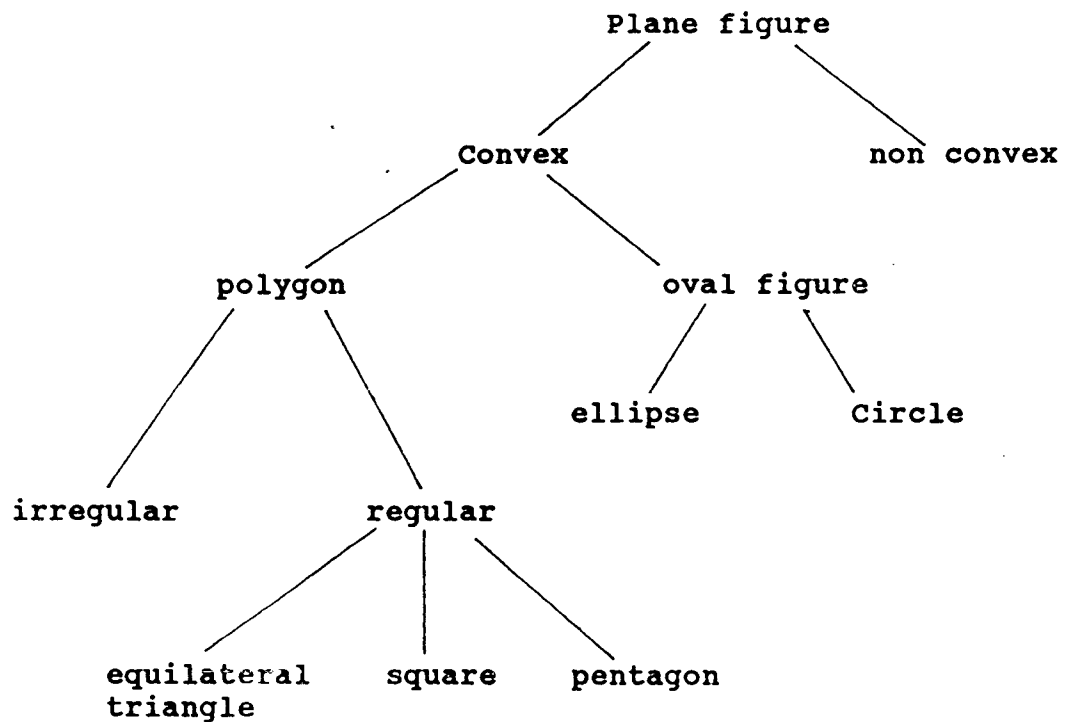 Plane figure
Convex
non convex
polygon
oval figure
ellipse
Circle
irregular
regular
equilateral
triangle
square
pentagon